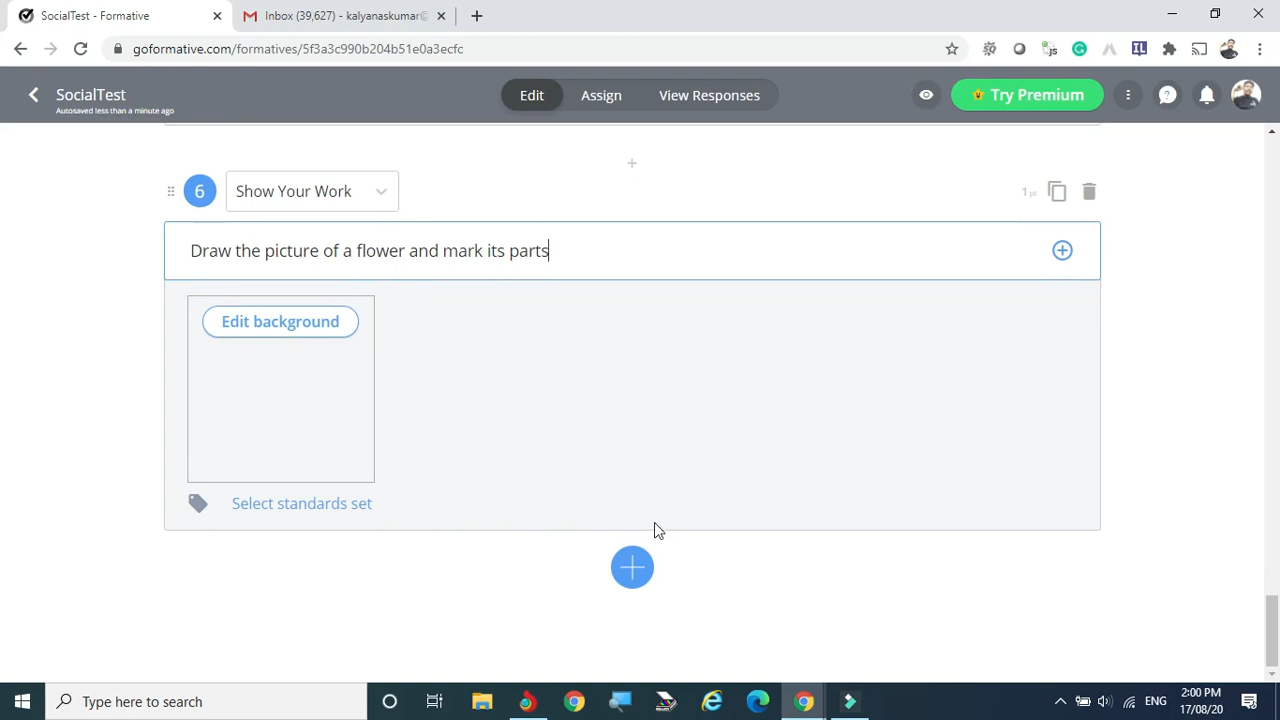 SocialTest - Formative
Inbox (39,627) - kalyanaskumar@
goformative.com/formatives/5f3a3c990b204b51e0a3ecfc
SocialTest
Autosaved less than a minute ago
Edit
Assign
View Responses
Try Premium
6
Show Your Work
1 pt
Draw the picture of a flower and mark its parts
Edit background
Select standards set
Type here to search
ENG
2:00 PM
17/08/20